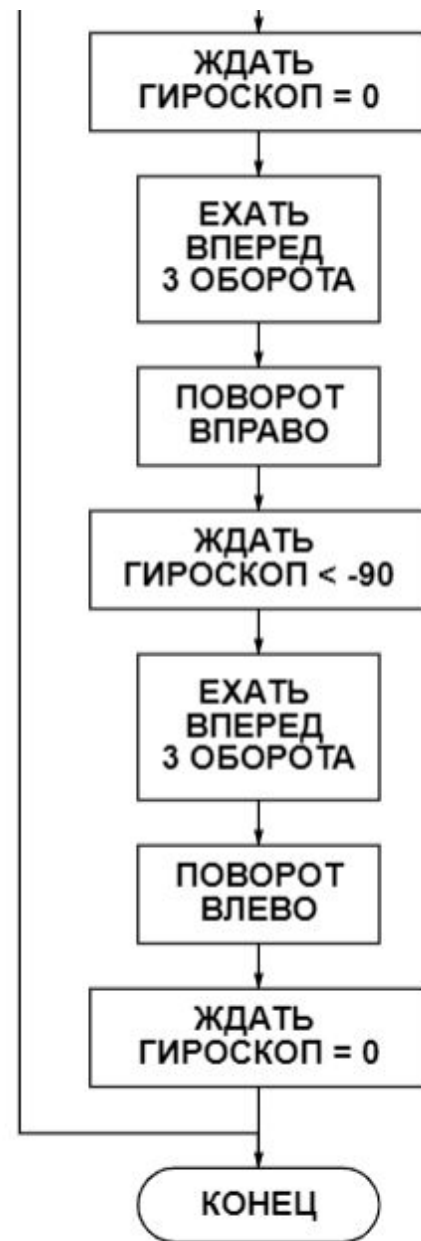 ЖДАТЬ
ГИРОСКОП = 0
ЕХАТЬ
ВПЕРЕД
3 ОБОРОТА
ПОВОРОТ
ВПРАВО
ЖДАТЬ
ГИРОСКОП < -90
ЕХАТЬ
ВПЕРЕД
3 ОБОРОТА
ПОВОРОТ
ВЛЕВО
ЖДАТЬ
ГИРОСКОП = 0
КОНЕЦ